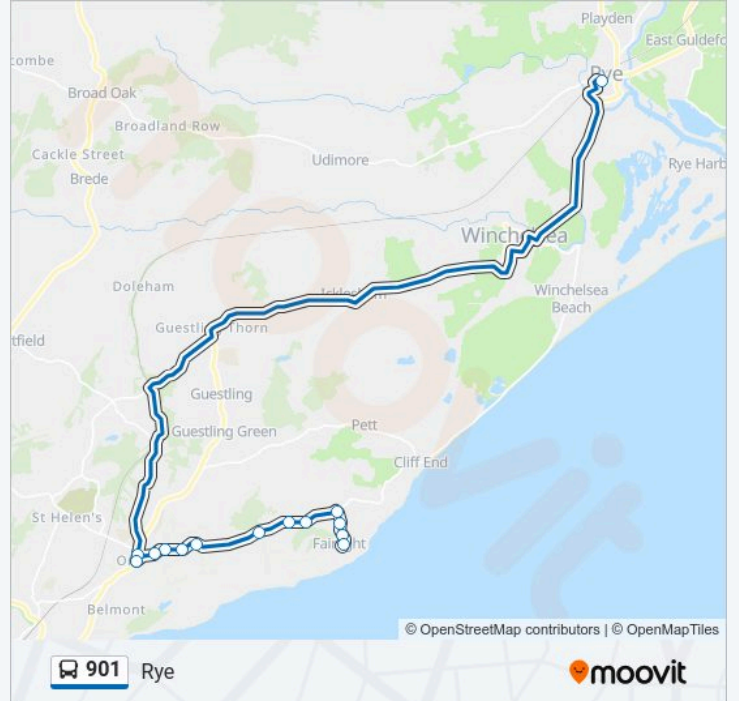 Playden
East Guldefo
combe
Rye
Broad Oak
Broadland Row
Cackle Street
Udimore
Rye Harb
Brede
Winchelsea
Doleham
Icklesham
Winchelsea
Beach
Guestling Thorn
tfield
Guestling
Pett
Guestling Green
Cliff End
St Helen's
Fairlight
O
Belmont
© OpenStreetMap contributors | © OpenMapTiles
901 Rye
moovit